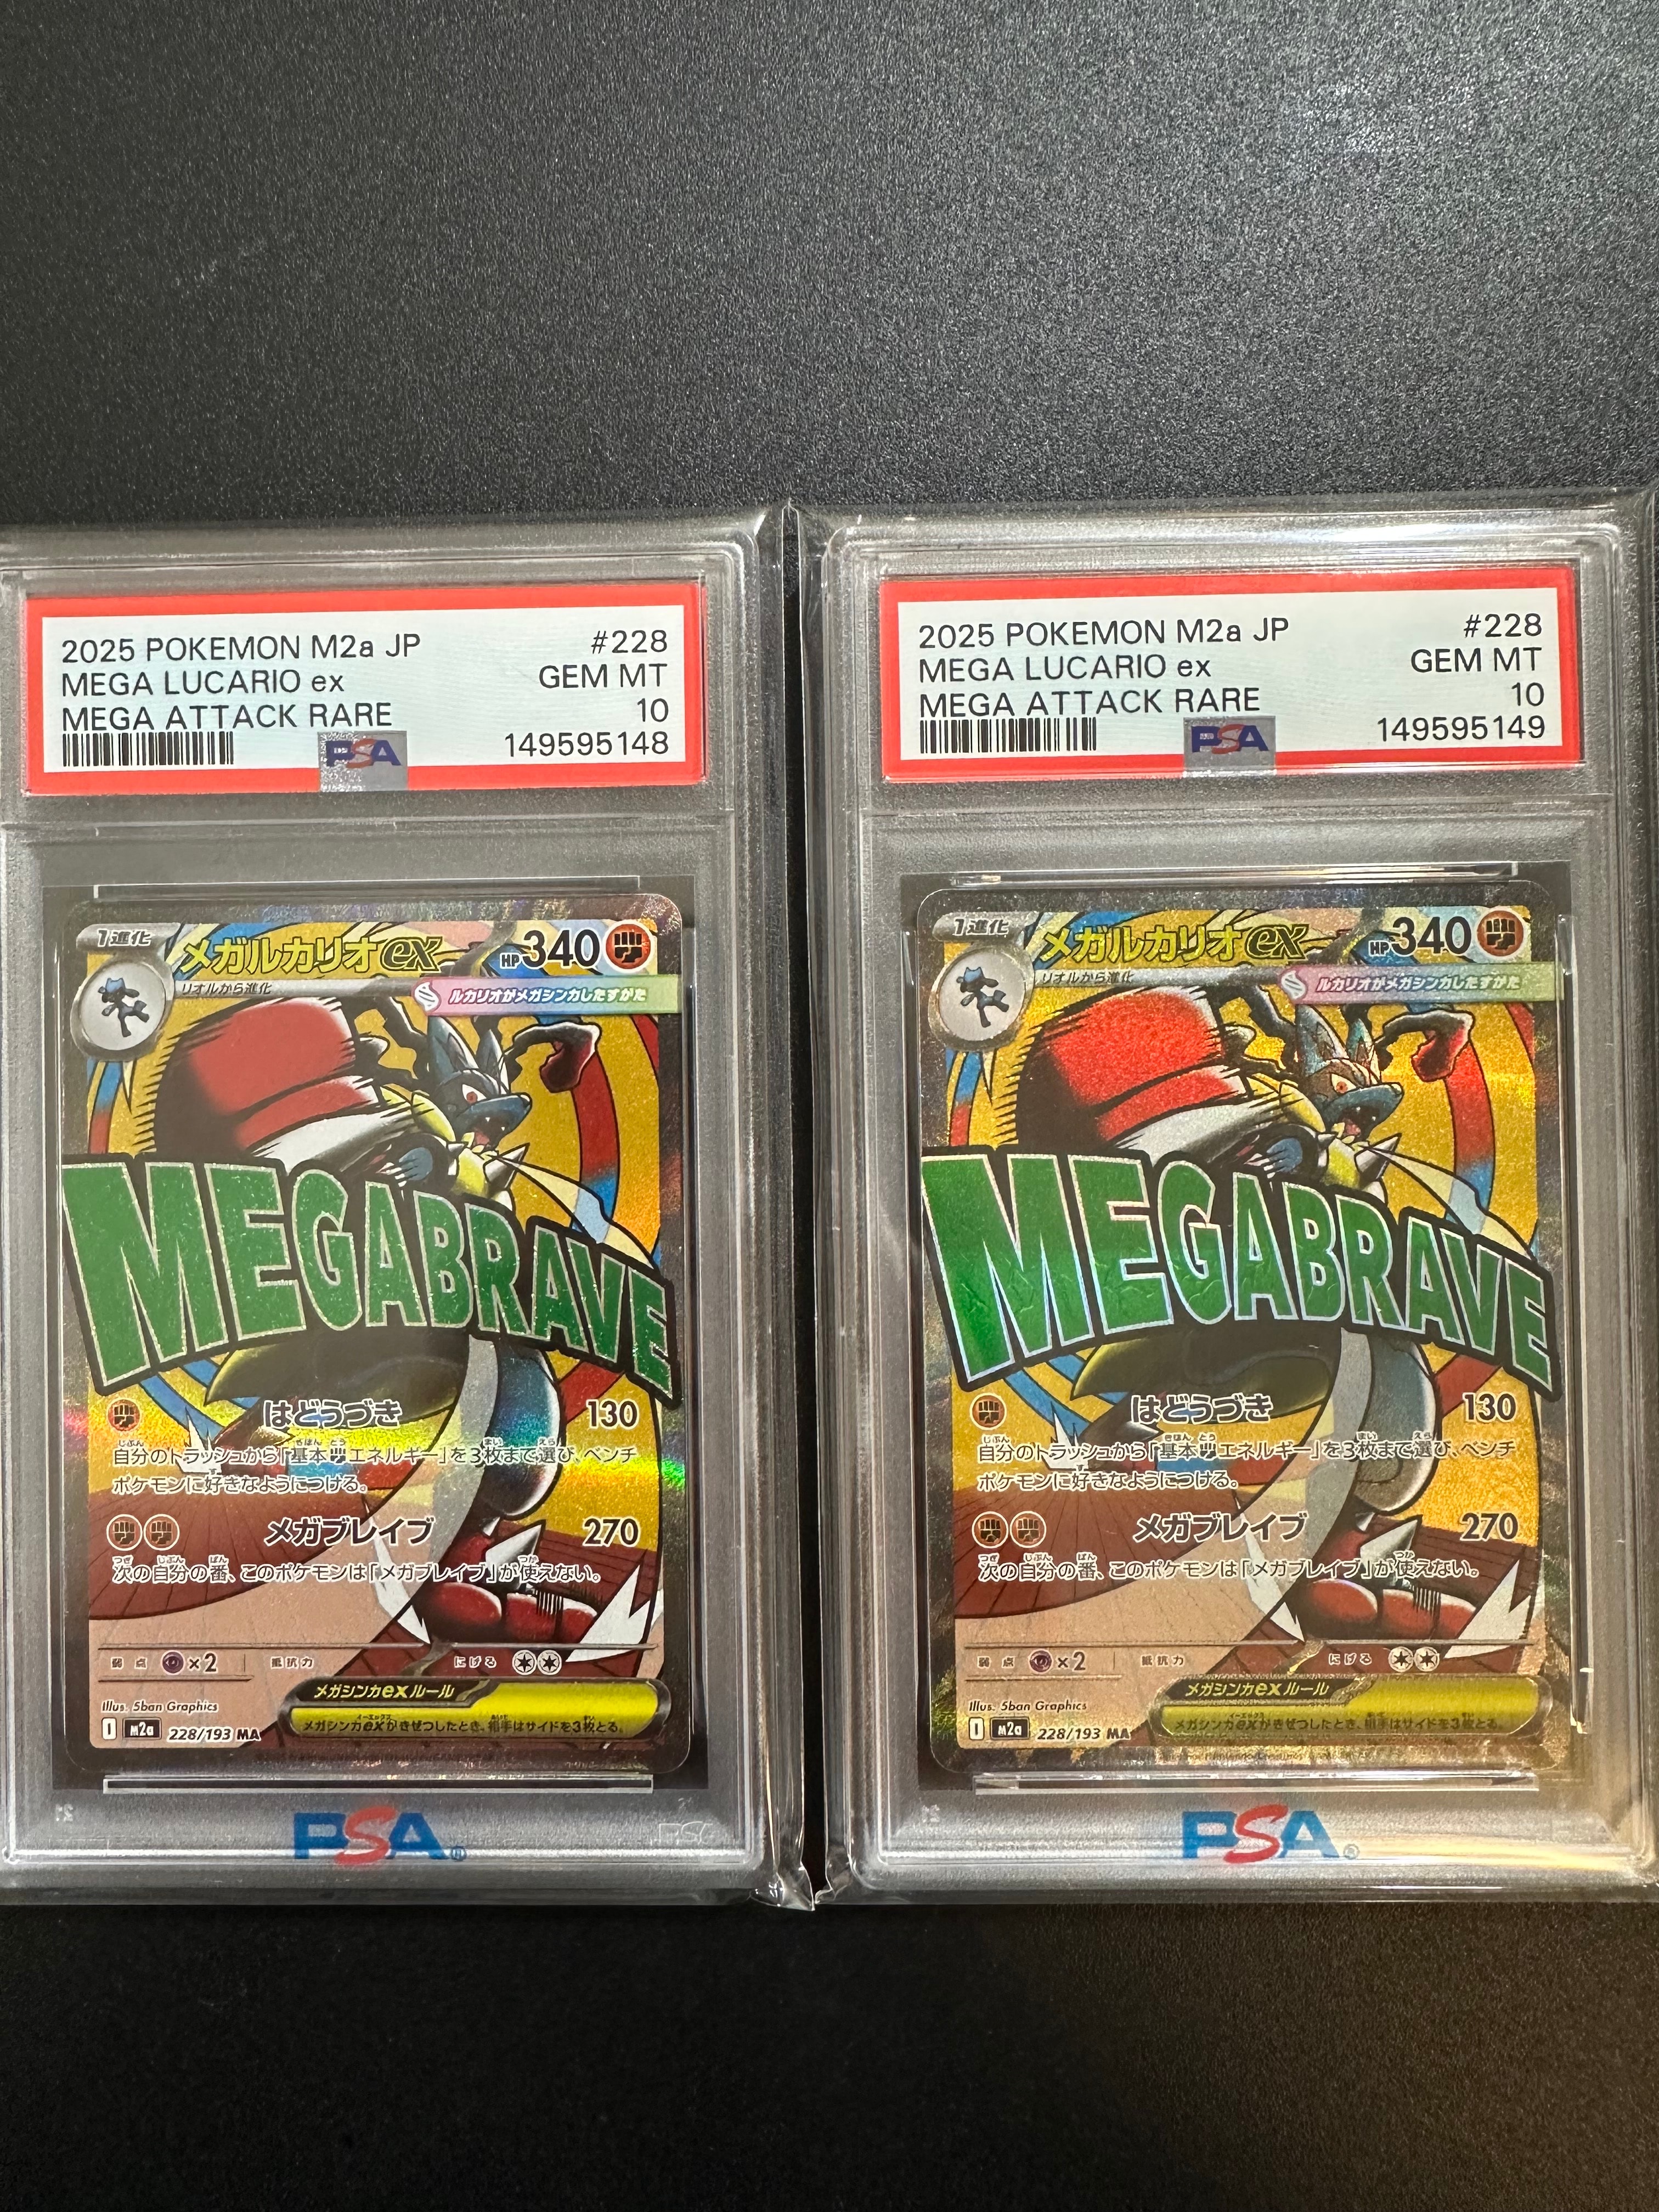 2025 POKEMON M2a JP #228
MEGA LUCARIO ex GEM MT
MEGA ATTACK RARE 10
PSA 149595148
1進化
メガルカリオex HP340
リオルから進化
ルカリオがメガシンカしたすがた
MEGABRAVE
はどうづき 130
自分のトラッシュから「基本エネルギー」を3枚まで選び、ベンチ
ポケモンに好きなようにつける。
メガブレイブ 270
次の自分の番、このポケモンは「メガブレイブ」が使えない。
弱点 ×2 抵抗力 にげる
メガシンカexルール
Illus. 5ban Graphics
メガシンカexがきぜつしたとき、相手はサイドを3枚とる。
I M2a 228/193 MA
PSA®
2025 POKEMON M2a JP #228
MEGA LUCARIO ex GEM MT
MEGA ATTACK RARE 10
PSA 149595149
1進化
メガルカリオex HP340
リオルから進化
ルカリオがメガシンカしたすがた
MEGABRAVE
はどうづき 130
自分のトラッシュから「基本エネルギー」を3枚まで選び、ベンチ
ポケモンに好きなようにつける。
メガブレイブ 270
次の自分の番、このポケモンは「メガブレイブ」が使えない。
弱点 ×2 抵抗力 にげる
メガシンカexルール
Illus. 5ban Graphics
メガシンカexがきぜつしたとき、相手はサイドを3枚とる。
I M2a 228/193 MA
PSA®